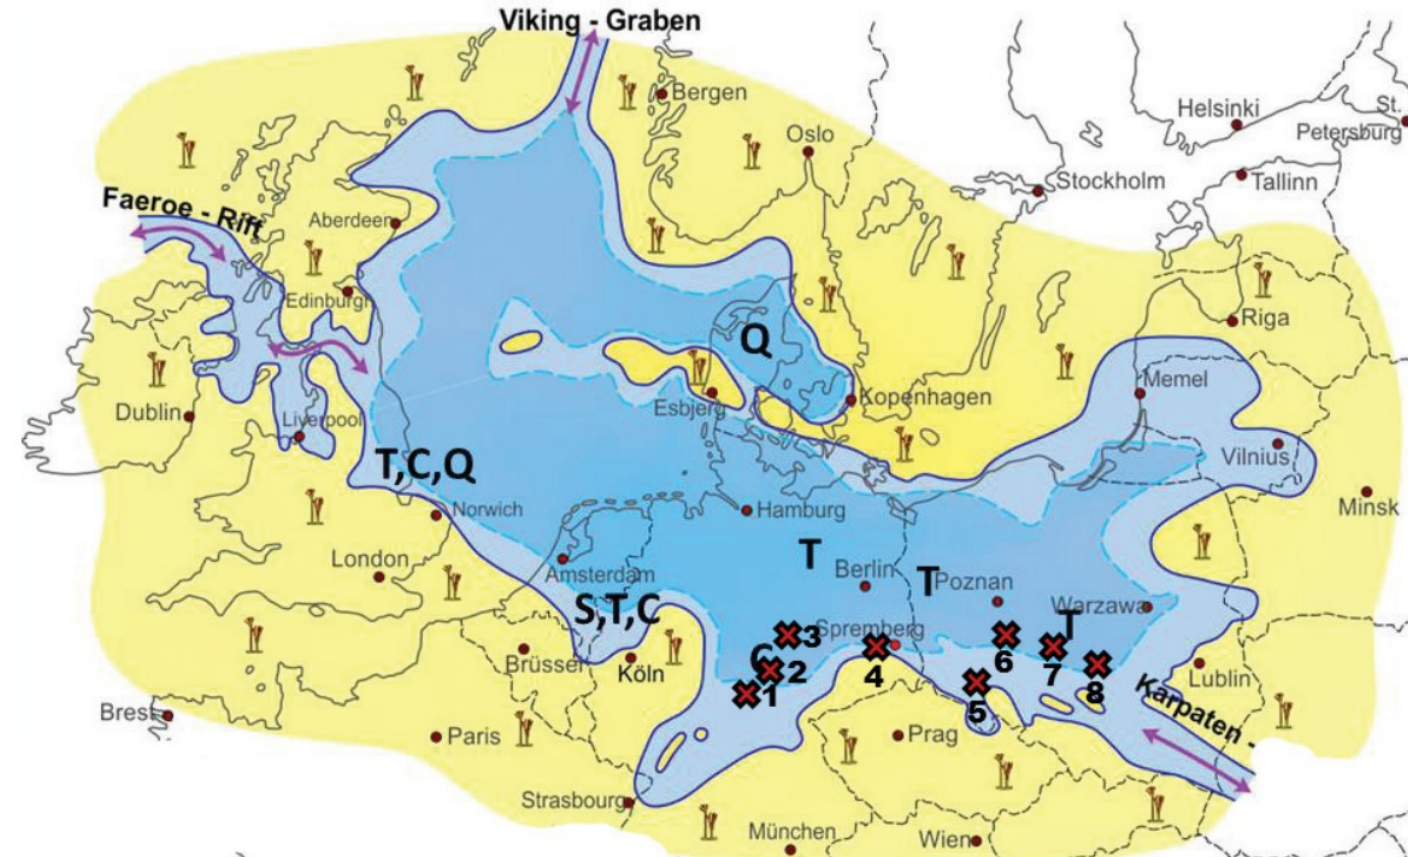 Viking - Graben
Bergen
Oslo
Helsinki
St.
Petersburg
Tallinn
Stockholm
Faeroe - Rift
Aberdeen
Edinburgh
Riga
Q
Memel
Dublin
Liverpool
Esbjerg
Kopenhagen
Vilnius
T,C,Q
Minsk
Norwich
Hamburg
London
Amsterdam
T
Berlin
T
Poznan
S,T,C
Warzawa
T
Spremberg
Brüssel
Köln
C
3
2
1
4
6
7
8
5
Lublin
Karpaten -
Brest
Paris
Prag
Strasbourg
München
Wien